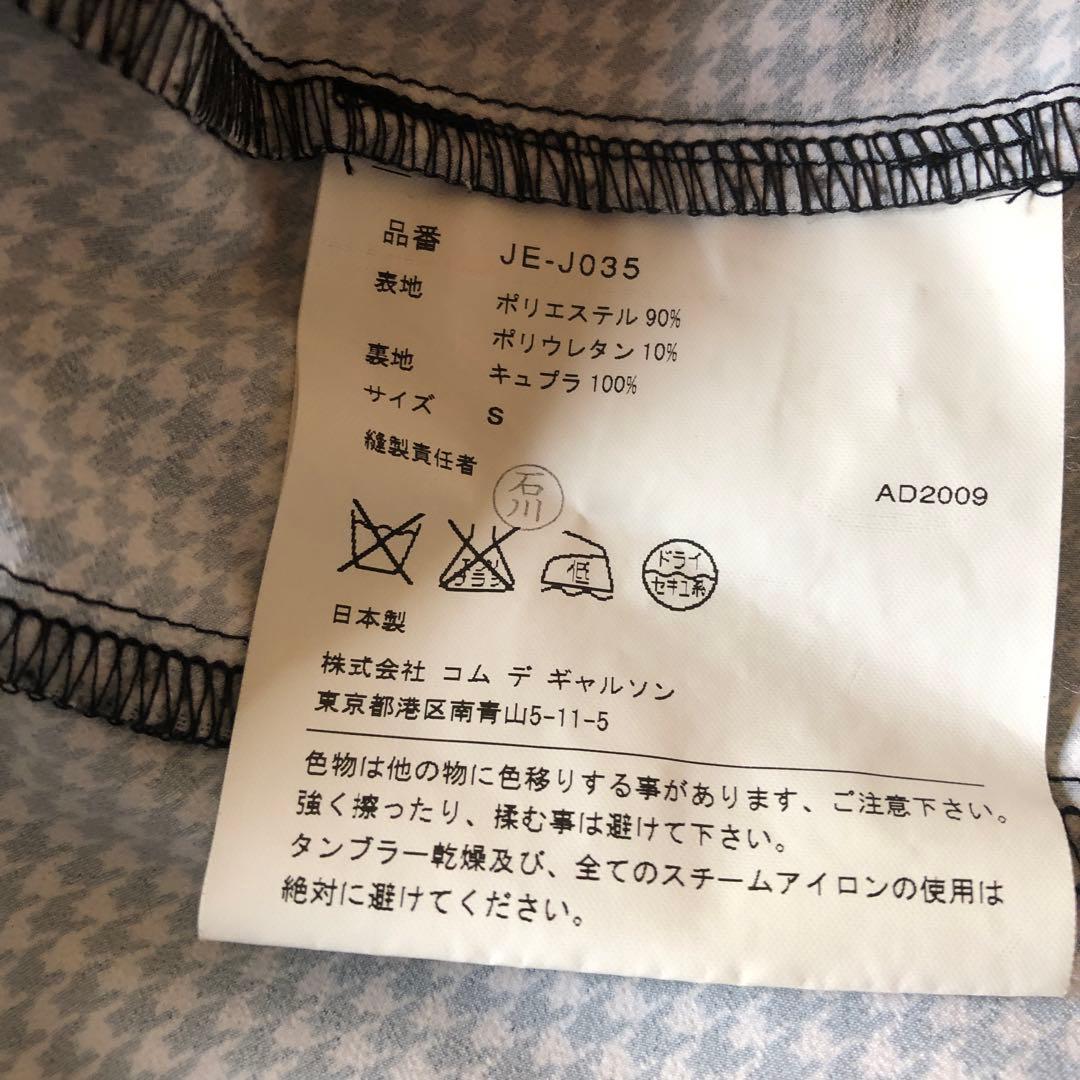 品番 JE-J035
表地 ポリエステル 90%
ポリウレタン 10%
裏地 キュプラ 100%
サイズ S
縫製責任者 石川
AD2009
エンソサラシ 低 ドライ セキユ系
日本製
株式会社 コム デ ギャルソン
東京都港区南青山5-11-5
色物は他の物に色移りする事があります、ご注意下さい。
強く擦ったり、揉む事は避けて下さい。
タンブラー乾燥及び、全てのスチームアイロンの使用は
絶対に避けてください。